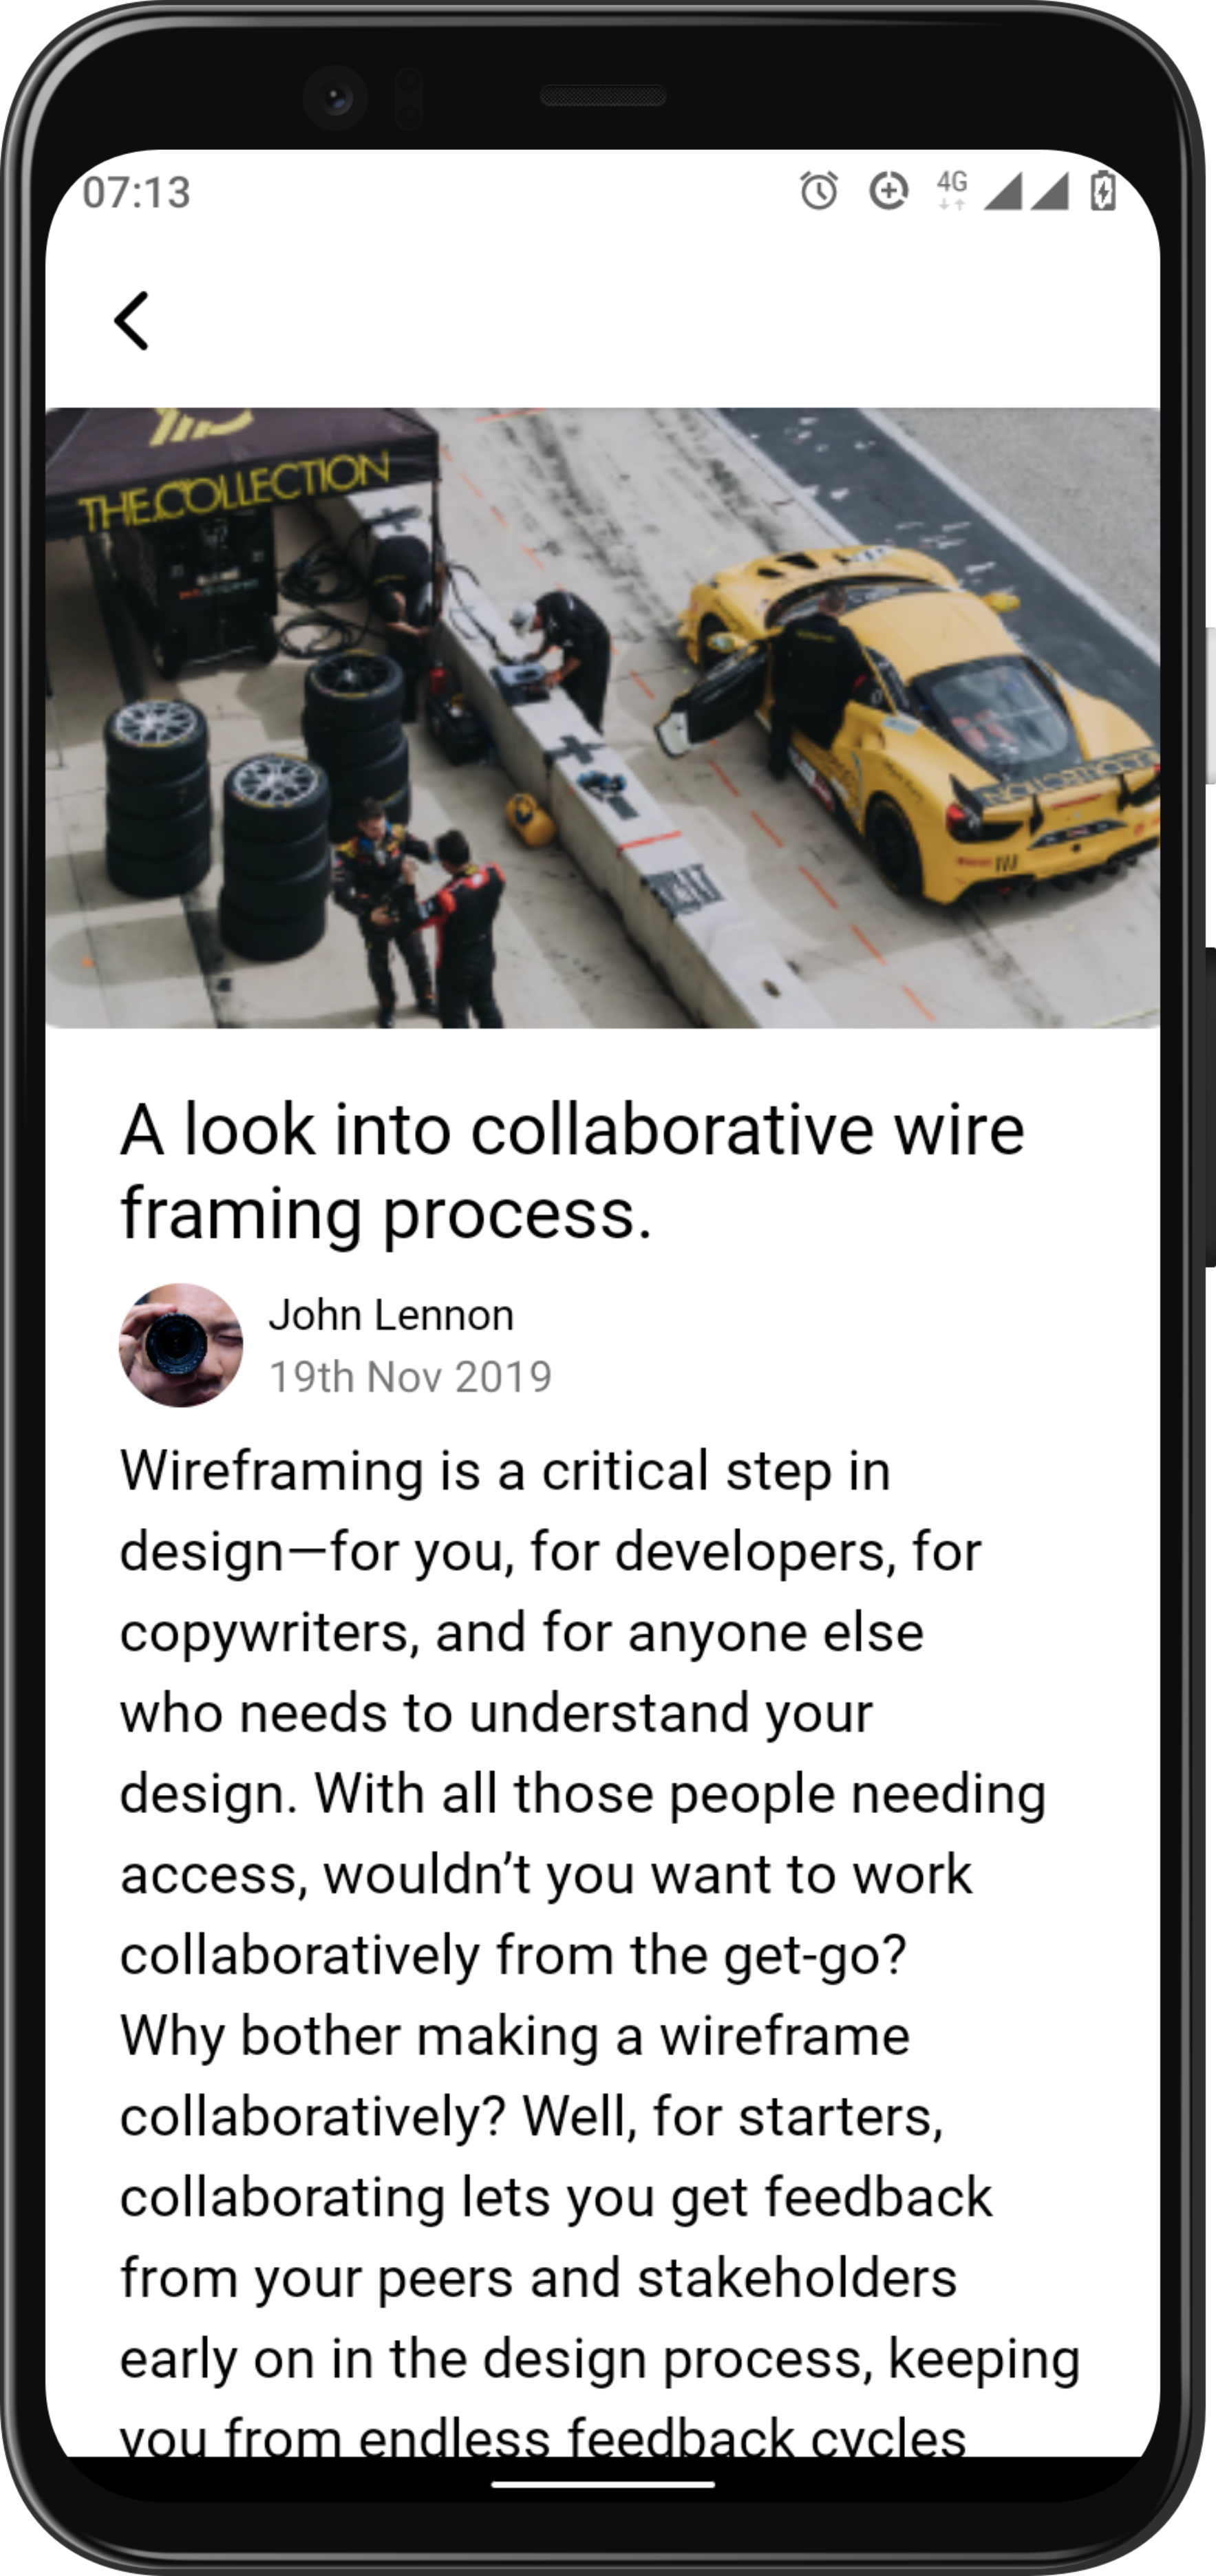 07:13
4G
THE COLLECTION
A look into collaborative wire
framing process.
John Lennon
19th Nov 2019
Wireframing is a critical step in
design—for you, for developers, for
copywriters, and for anyone else
who needs to understand your
design. With all those people needing
access, wouldn’t you want to work
collaboratively from the get-go?
Why bother making a wireframe
collaboratively? Well, for starters,
collaborating lets you get feedback
from your peers and stakeholders
early on in the design process, keeping
you from endless feedback cycles